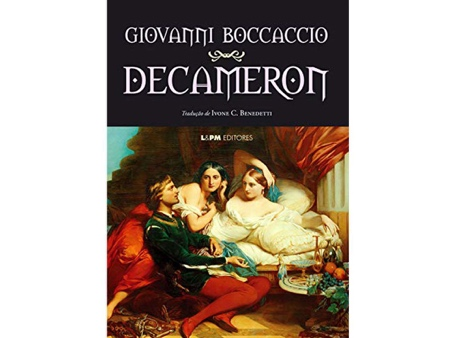 GIOVANNI BOCCACCIO
DECAMERON
Tradução de IVONE C. BENEDETTI
L&PM EDITORES